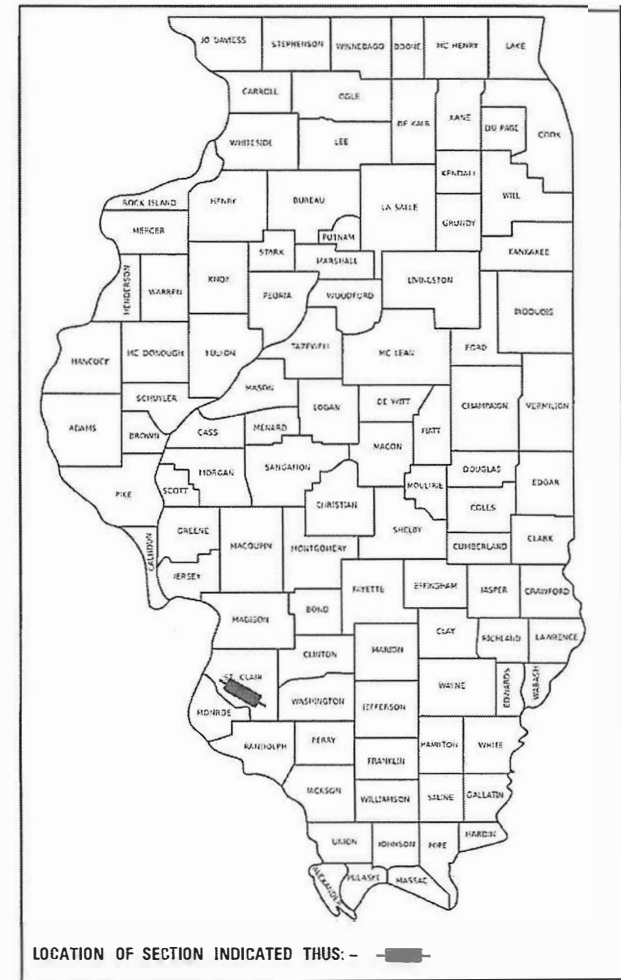 JO DAVIESS STEPHENSON WINNEBAGO BOONE MC HENRY LAKE
CARROLL OGLE DE KALB KANE DU PAGE COOK
WHITESIDE LEE KENDALL WILL
ROCK ISLAND HENRY BUREAU LA SALLE GRUNDY
MERCER PUTNAM KANKAKEE
HENDERSON WARREN KNOX STARK MARSHALL LIVINGSTON
PEORIA WOODFORD IROQUOIS
HANCOCK MC DONOUGH FULTON TAZEWELL MC LEAN FORD
SCHUYLER MASON LOGAN DE WITT CHAMPAIGN VERMILION
ADAMS BROWN CASS MENARD MACON PIATT
PIKE SCOTT MORGAN SANGAMON MOULTRIE DOUGLAS EDGAR
CHRISTIAN COLES
GREENE MACOUPIN MONTGOMERY SHELBY CUMBERLAND CLARK
CALHOUN JERSEY
MADISON BOND FAYETTE EFFINGHAM JASPER CRAWFORD
CLAY RICHLAND LAWRENCE
ST. CLAIR CLINTON MARION
MONROE WASHINGTON JEFFERSON WAYNE EDWARDS WABASH
RANDOLPH PERRY HAMILTON WHITE
FRANKLIN
JACKSON WILLIAMSON SALINE GALLATIN
UNION JOHNSON POPE HARDIN
ALEXANDER PULASKI MASSAC
LOCATION OF SECTION INDICATED THUS: -